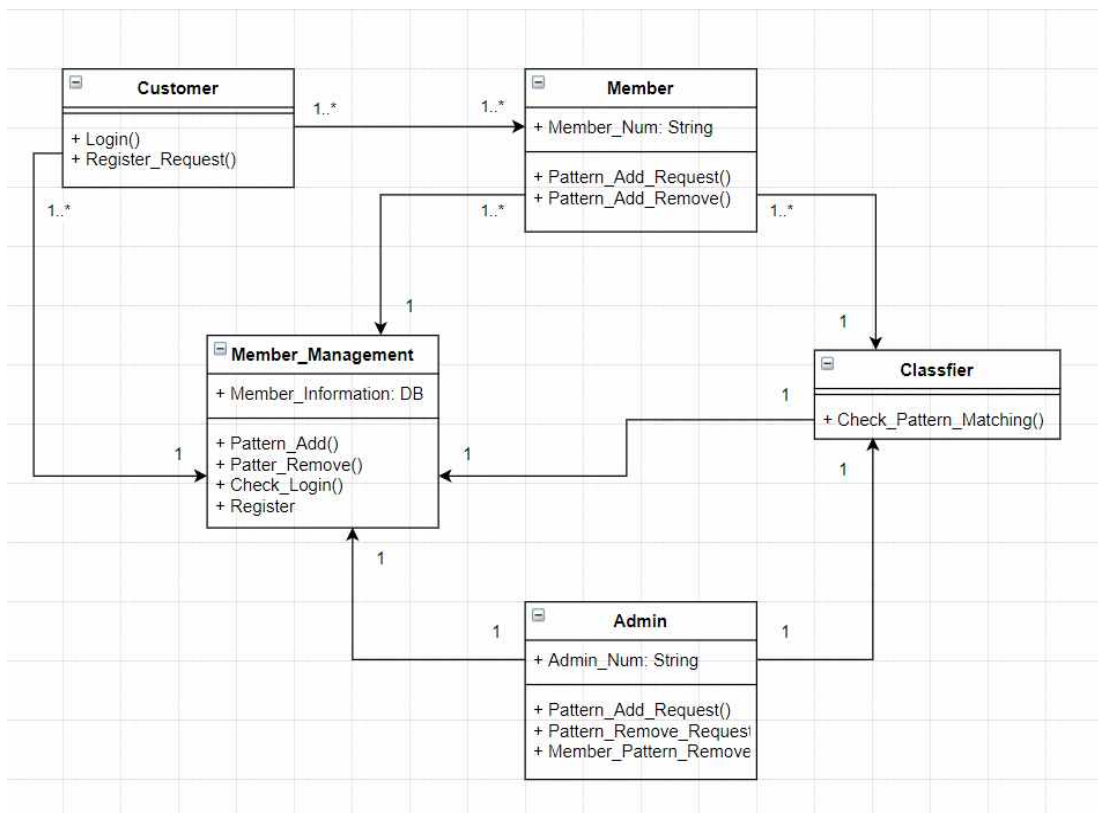 Customer
+ Login()
+ Register_Request()
1..*
1..*
1..*
Member
+ Member_Num: String
+ Pattern_Add_Request()
+ Pattern_Add_Remove()
1..*
1..*
1
1
Member_Management
+ Member_Information: DB
+ Pattern_Add()
+ Patter_Remove()
+ Check_Login()
+ Register
1
1
1
1
Classfier
+ Check_Pattern_Matching()
1
1
1
Admin
+ Admin_Num: String
+ Pattern_Add_Request()
+ Pattern_Remove_Request
+ Member_Pattern_Remove